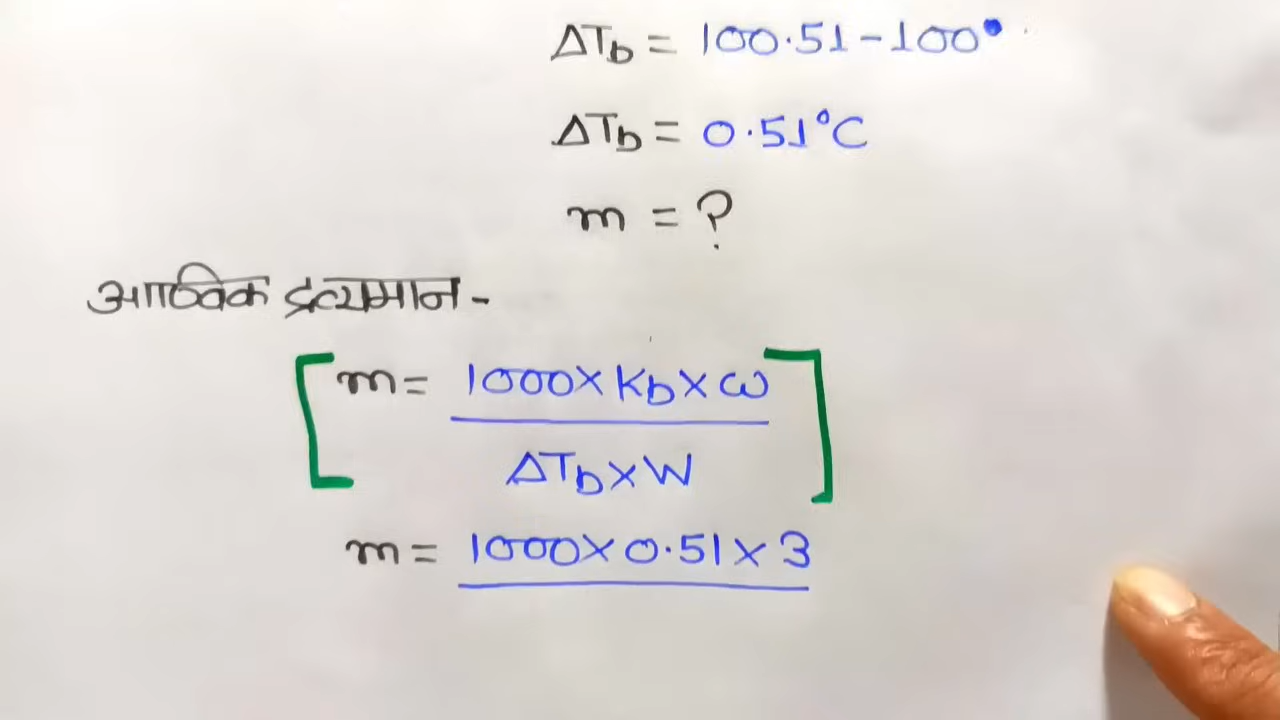 ΔTb = 100.51-100°
ΔTb = 0.51°C
m = ?
आण्विक द्रव्यमान -
m = 1000 × Kb × ω
ΔTb × W
m = 1000 × 0.51 × 3